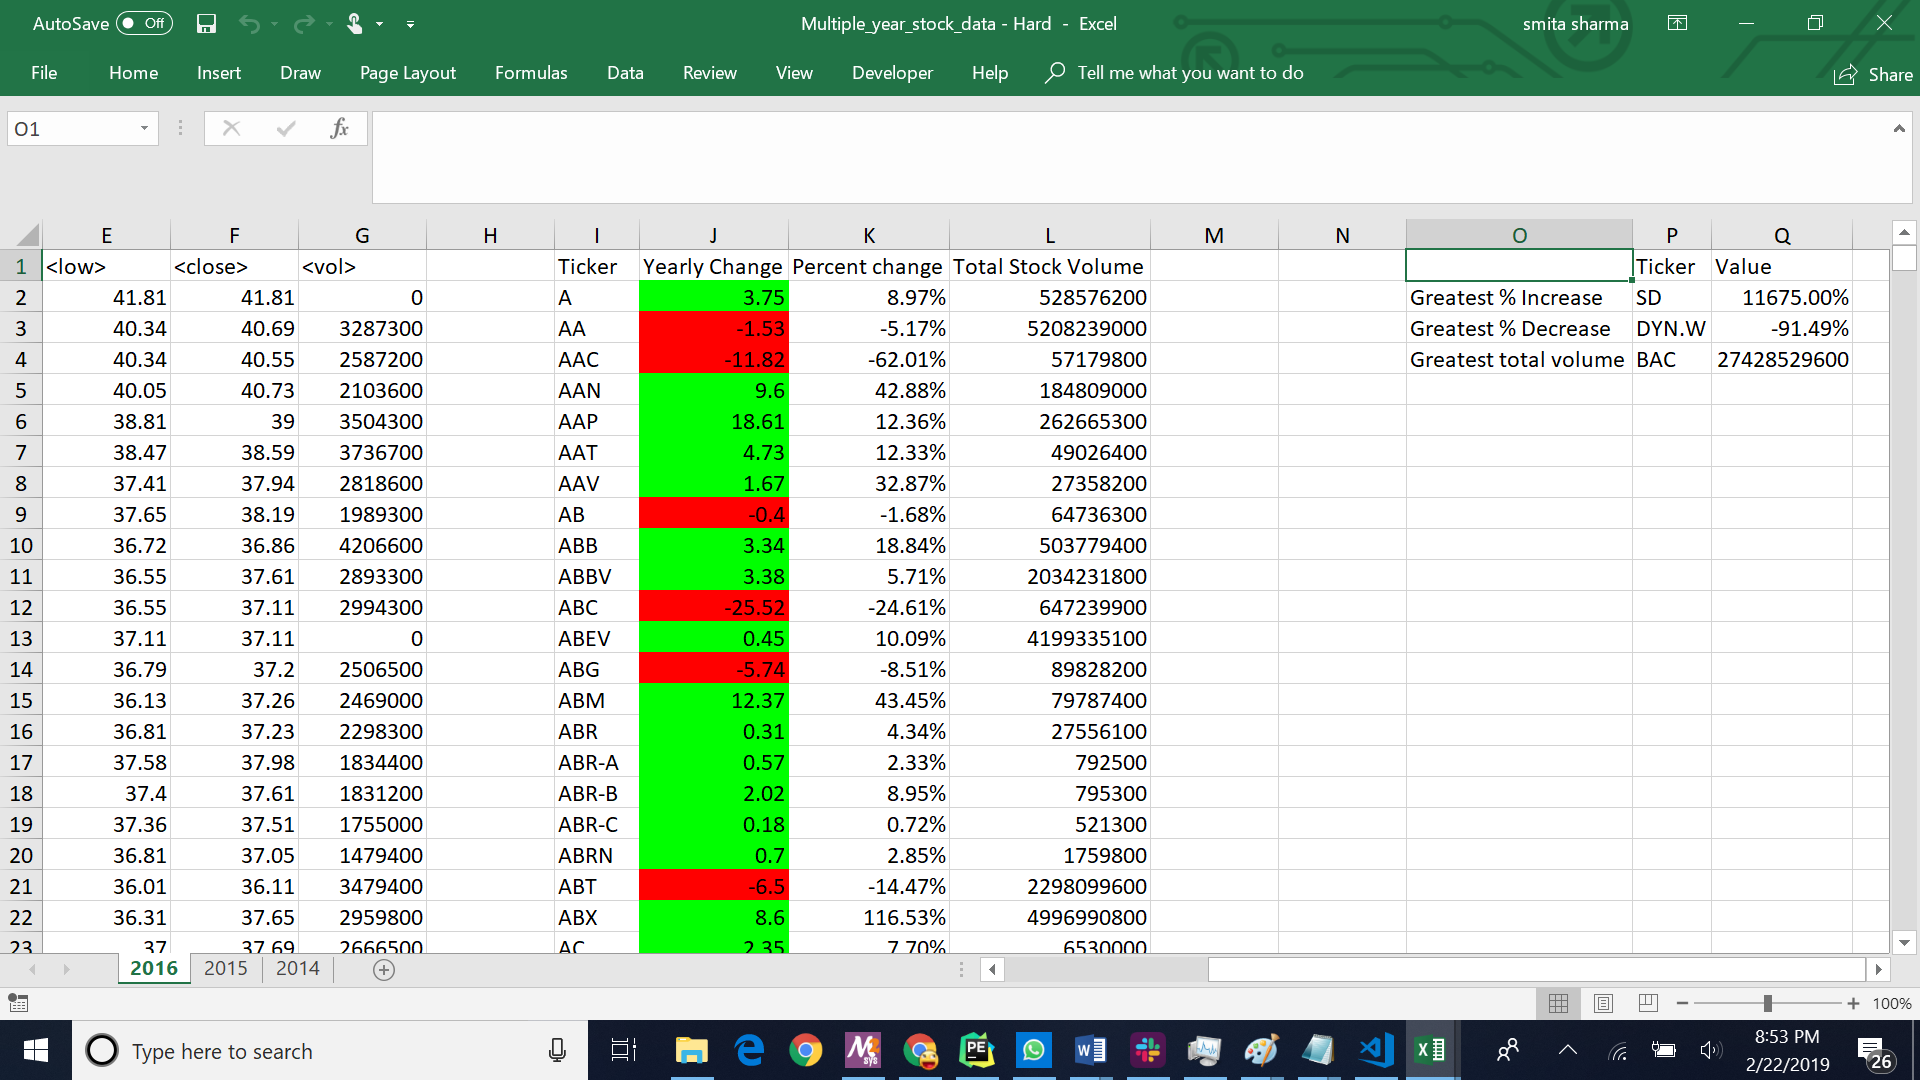 AutoSave Off Multiple_year_stock_data - Hard - Excel smita sharma
File Home Insert Draw Page Layout Formulas Data Review View Developer Help Tell me what you want to do Share
O1 fx
E F G H I J K L M N O P Q
1 <low> <close> <vol> Ticker Yearly Change Percent change Total Stock Volume Ticker Value
2 41.81 41.81 0 A 3.75 8.97% 528576200 Greatest % Increase SD 11675.00%
3 40.34 40.69 3287300 AA -1.53 -5.17% 5208239000 Greatest % Decrease DYN.W -91.49%
4 40.34 40.55 2587200 AAC -11.82 -62.01% 57179800 Greatest total volume BAC 27428529600
5 40.05 40.73 2103600 AAN 9.6 42.88% 184809000
6 38.81 39 3504300 AAP 18.61 12.36% 262665300
7 38.47 38.59 3736700 AAT 4.73 12.33% 49026400
8 37.41 37.94 2818600 AAV 1.67 32.87% 27358200
9 37.65 38.19 1989300 AB -0.4 -1.68% 64736300
10 36.72 36.86 4206600 ABB 3.34 18.84% 503779400
11 36.55 37.61 2893300 ABBV 3.38 5.71% 2034231800
12 36.55 37.11 2994300 ABC -25.52 -24.61% 647239900
13 37.11 37.11 0 ABEV 0.45 10.09% 4199335100
14 36.79 37.2 2506500 ABG -5.74 -8.51% 89828200
15 36.13 37.26 2469000 ABM 12.37 43.45% 79787400
16 36.81 37.23 2298300 ABR 0.31 4.34% 27556100
17 37.58 37.98 1834400 ABR-A 0.57 2.33% 792500
18 37.4 37.61 1831200 ABR-B 2.02 8.95% 795300
19 37.36 37.51 1755000 ABR-C 0.18 0.72% 521300
20 36.81 37.05 1479400 ABRN 0.7 2.85% 1759800
21 36.01 36.11 3479400 ABT -6.5 -14.47% 2298099600
22 36.31 37.65 2959800 ABX 8.6 116.53% 4996990800
23 37 37.69 2666500 AC 2.35 7.70% 6530000
2016 2015 2014
100%
Type here to search
8:53 PM
2/22/2019
26